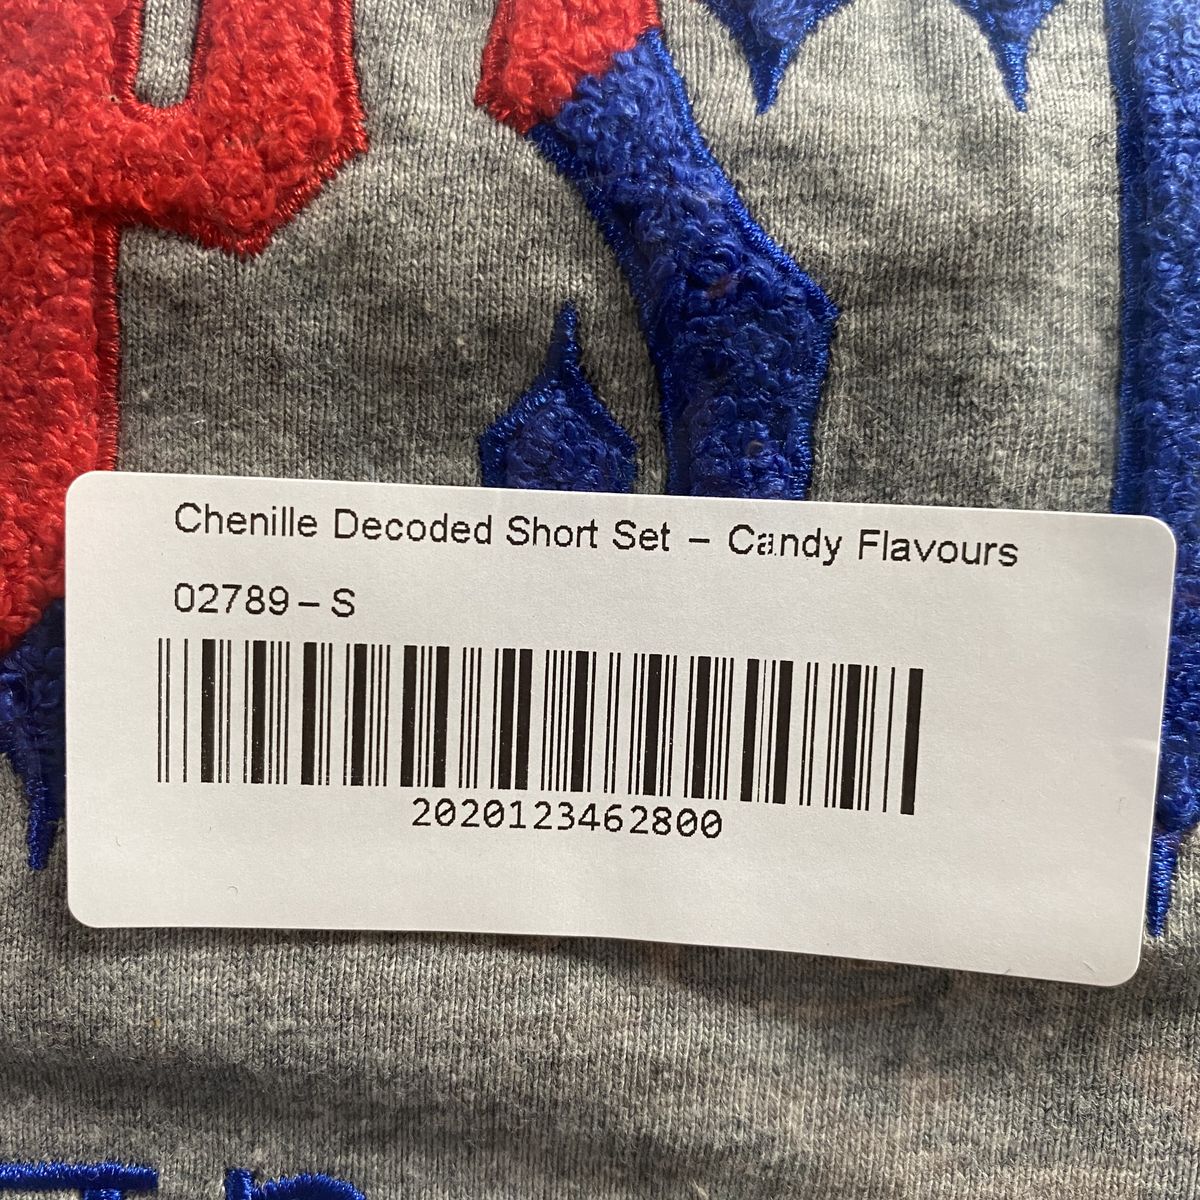 Chenille Decoded Short Set – Candy Flavours
02789 – S
2020123462800